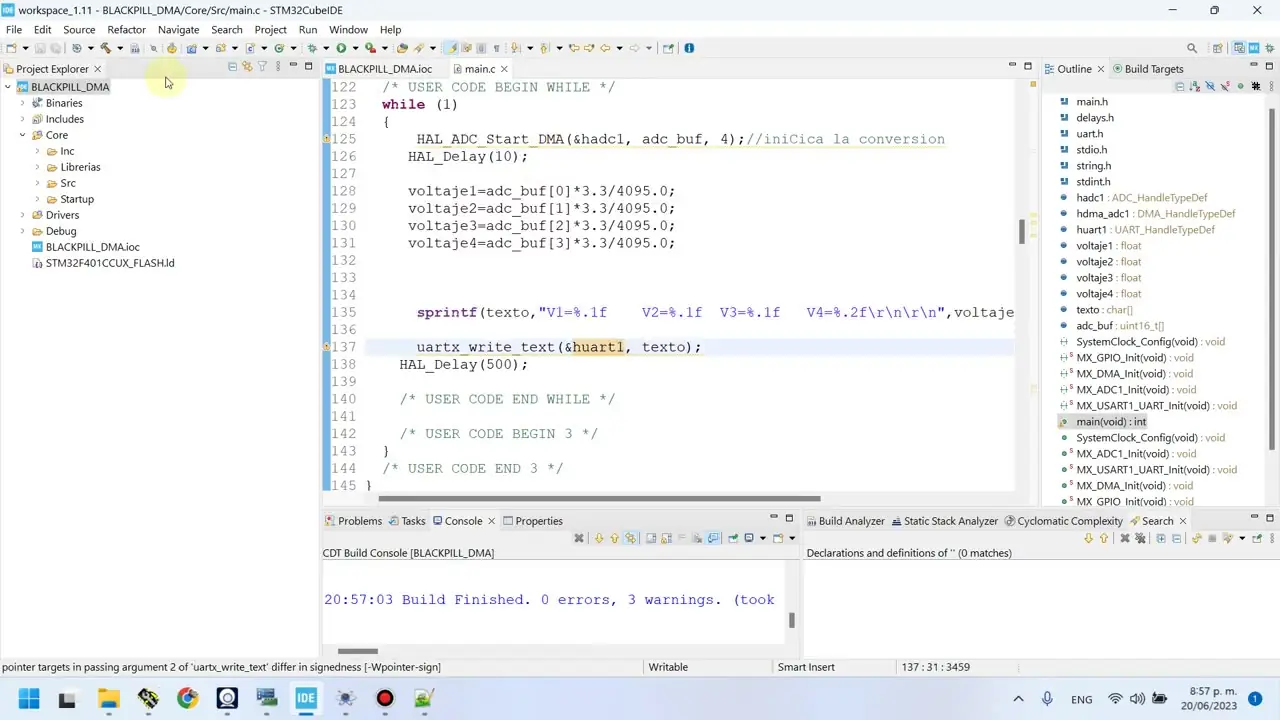 IDE workspace_1.11 - BLACKPILL_DMA/Core/Src/main.c - STM32CubeIDE
File Edit Source Refactor Navigate Search Project Run Window Help
Project Explorer
BLACKPILL_DMA
Binaries
Includes
Core
Inc
Librerias
Src
Startup
Drivers
Debug
BLACKPILL_DMA.ioc
STM32F401CCUX_FLASH.ld
BLACKPILL_DMA.ioc main.c
122 /* USER CODE BEGIN WHILE */
123 while (1)
124 {
125 HAL_ADC_Start_DMA(&hadc1, adc_buf, 4);//iniCica la conversion
126 HAL_Delay(10);
127
128 voltaje1=adc_buf[0]*3.3/4095.0;
129 voltaje2=adc_buf[1]*3.3/4095.0;
130 voltaje3=adc_buf[2]*3.3/4095.0;
131 voltaje4=adc_buf[3]*3.3/4095.0;
132
133
134
135 sprintf(texto,"V1=%.1f    V2=%.1f  V3=%.1f   V4=%.2f\r\n\r\n",voltaje
136
137 uartx_write_text(&huart1, texto);
138 HAL_Delay(500);
139
140 /* USER CODE END WHILE */
141
142 /* USER CODE BEGIN 3 */
143 }
144 /* USER CODE END 3 */
145 }
Outline Build Targets
main.h
delays.h
uart.h
stdio.h
string.h
stdint.h
hadc1 : ADC_HandleTypeDef
hdma_adc1 : DMA_HandleTypeDef
huart1 : UART_HandleTypeDef
voltaje1 : float
voltaje2 : float
voltaje3 : float
voltaje4 : float
texto : char[]
adc_buf : uint16_t[]
SystemClock_Config(void) : void
MX_GPIO_Init(void) : void
MX_DMA_Init(void) : void
MX_ADC1_Init(void) : void
MX_USART1_UART_Init(void) : void
main(void) : int
SystemClock_Config(void) : void
MX_ADC1_Init(void) : void
MX_USART1_UART_Init(void) : void
MX_DMA_Init(void) : void
MX_GPIO_Init(void) : void
Problems Tasks Console Properties
CDT Build Console [BLACKPILL_DMA]
20:57:03 Build Finished. 0 errors, 3 warnings. (took
Build Analyzer Static Stack Analyzer Cyclomatic Complexity Search
Declarations and definitions of '' (0 matches)
pointer targets in passing argument 2 of 'uartx_write_text' differ in signedness [-Wpointer-sign]
Writable
Smart Insert
137 : 31 : 3459
IDE
ENG
8:57 p. m.
20/06/2023
1